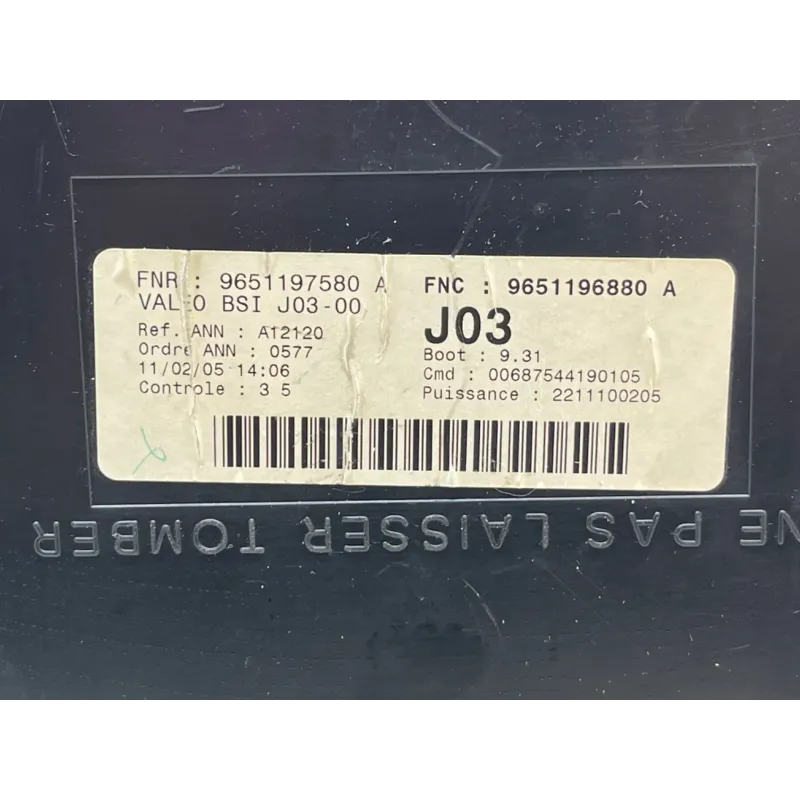 FNR : 9651197580 A
VALEO BSI J03-00
Ref. ANN : A12120
Ordre ANN : 0577
11/02/05 14:06
Controle : 3 5
FNC : 9651196880 A
J03
Boot : 9.31
Cmd : 00687544190105
Puissance : 2211100205
NE PAS LAISSER TOMBER